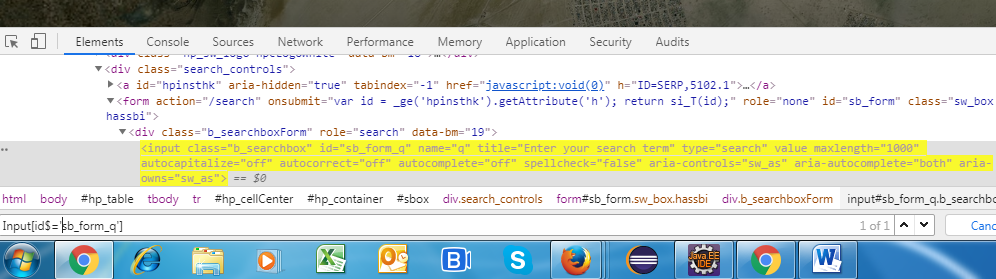 Elements Console Sources Network Performance Memory Application Security Audits
▼<div class="search_controls">
▶<a id="hpinsthk" aria-hidden="true" tabindex="-1" href="javascript:void(0)" h="ID=SERP,5102.1">…</a>
▼<form action="/search" onsubmit="var id = _ge('hpinsthk').getAttribute('h'); return si_T(id);" role="none" id="sb_form" class="sw_box
hassbi">
▼<div class="b_searchboxForm" role="search" data-bm="19">
<input class="b_searchbox" id="sb_form_q" name="q" title="Enter your search term" type="search" value maxlength="1000"
autocapitalize="off" autocorrect="off" autocomplete="off" spellcheck="false" aria-controls="sw_as" aria-autocomplete="both" aria-
owns="sw_as"> == $0
html tbody #hp_table tbody tr #hp_cellCenter #hp_container #sbox div.search_controls form#sb_form.sw_box.hassbi div.b_searchboxForm input#sb_form_q.b_searchbo
Input[id$='sb_form_q'] 1 of 1 Canc
Java EE
IDE